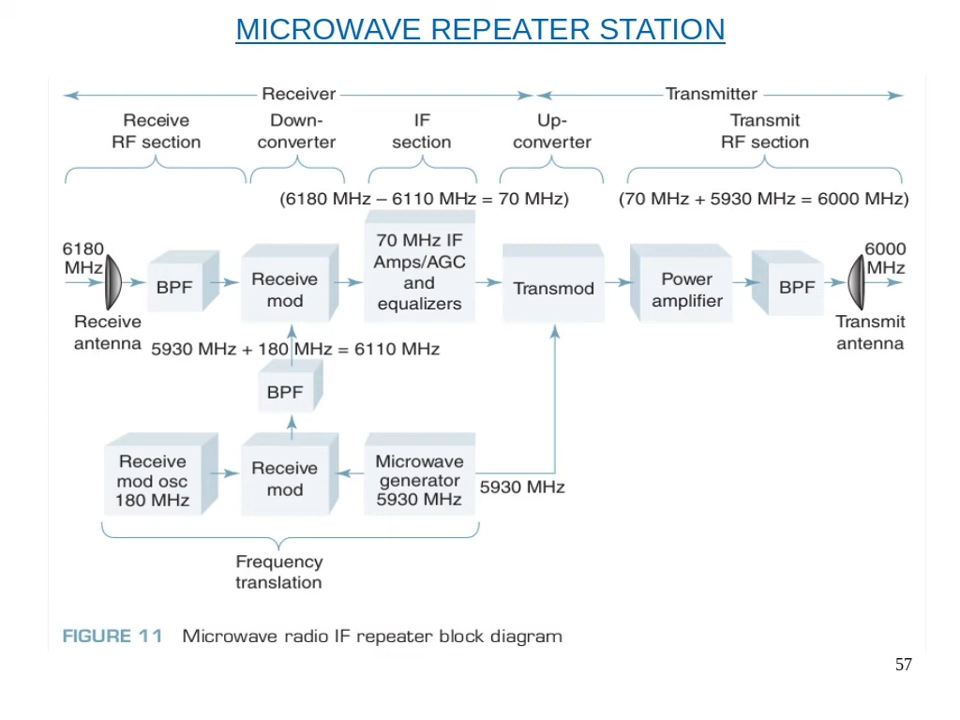 MICROWAVE REPEATER STATION
Receiver
Transmitter
Receive
RF section
Down-
converter
IF
section
Up-
converter
Transmit
RF section
(6180 MHz – 6110 MHz = 70 MHz)
(70 MHz + 5930 MHz = 6000 MHz)
6180
MHz
BPF
Receive
mod
70 MHz IF
Amps/AGC
and
equalizers
Transmod
Power
amplifier
BPF
6000
MHz
Receive
antenna
Transmit
antenna
5930 MHz + 180 MHz = 6110 MHz
BPF
Receive
mod osc
180 MHz
Receive
mod
Microwave
generator
5930 MHz
5930 MHz
Frequency
translation
FIGURE 11 Microwave radio IF repeater block diagram
57